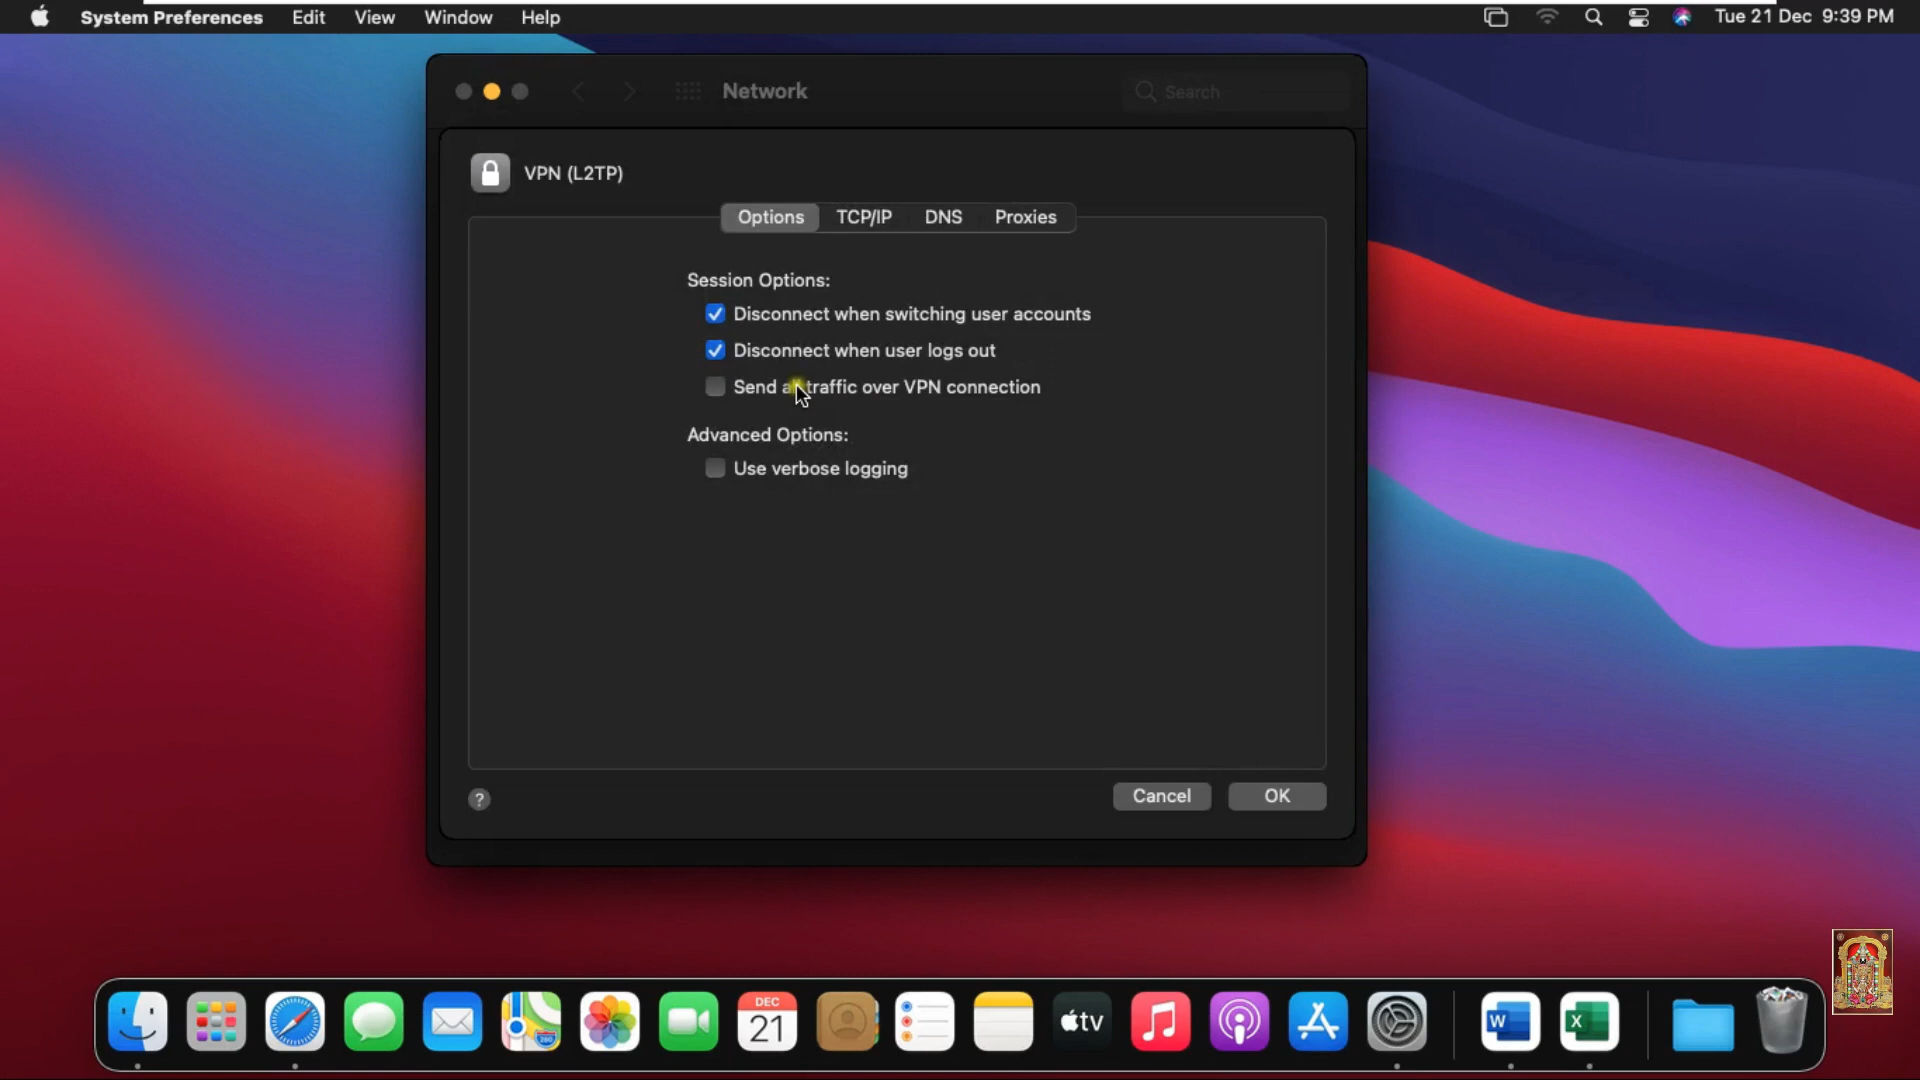 System Preferences Edit View Window Help Tue 21 Dec 9:39 PM
Network
Search
VPN (L2TP)
Options TCP/IP DNS Proxies
Session Options:
Disconnect when switching user accounts
Disconnect when user logs out
Send all traffic over VPN connection
Advanced Options:
Use verbose logging
? Cancel OK
DEC
21
280
tv
W
X